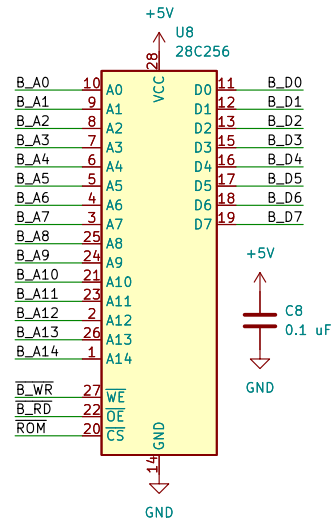 +5V
U8
28C256
28
VCC
B_A0 10 A0 D0 11 B_D0
B_A1 9 A1 D1 12 B_D1
B_A2 8 A2 D2 13 B_D2
B_A3 7 A3 D3 15 B_D3
B_A4 6 A4 D4 16 B_D4
B_A5 5 A5 D5 17 B_D5
B_A6 4 A6 D6 18 B_D6
B_A7 3 A7 D7 19 B_D7
B_A8 25 A8
B_A9 24 A9
B_A10 21 A10
B_A11 23 A11
B_A12 2 A12
B_A13 26 A13
B_A14 1 A14
B_WR 27 WE
B_RD 22 OE
ROM 20 CS
GND
14
GND
+5V
C8
0.1 uF
GND